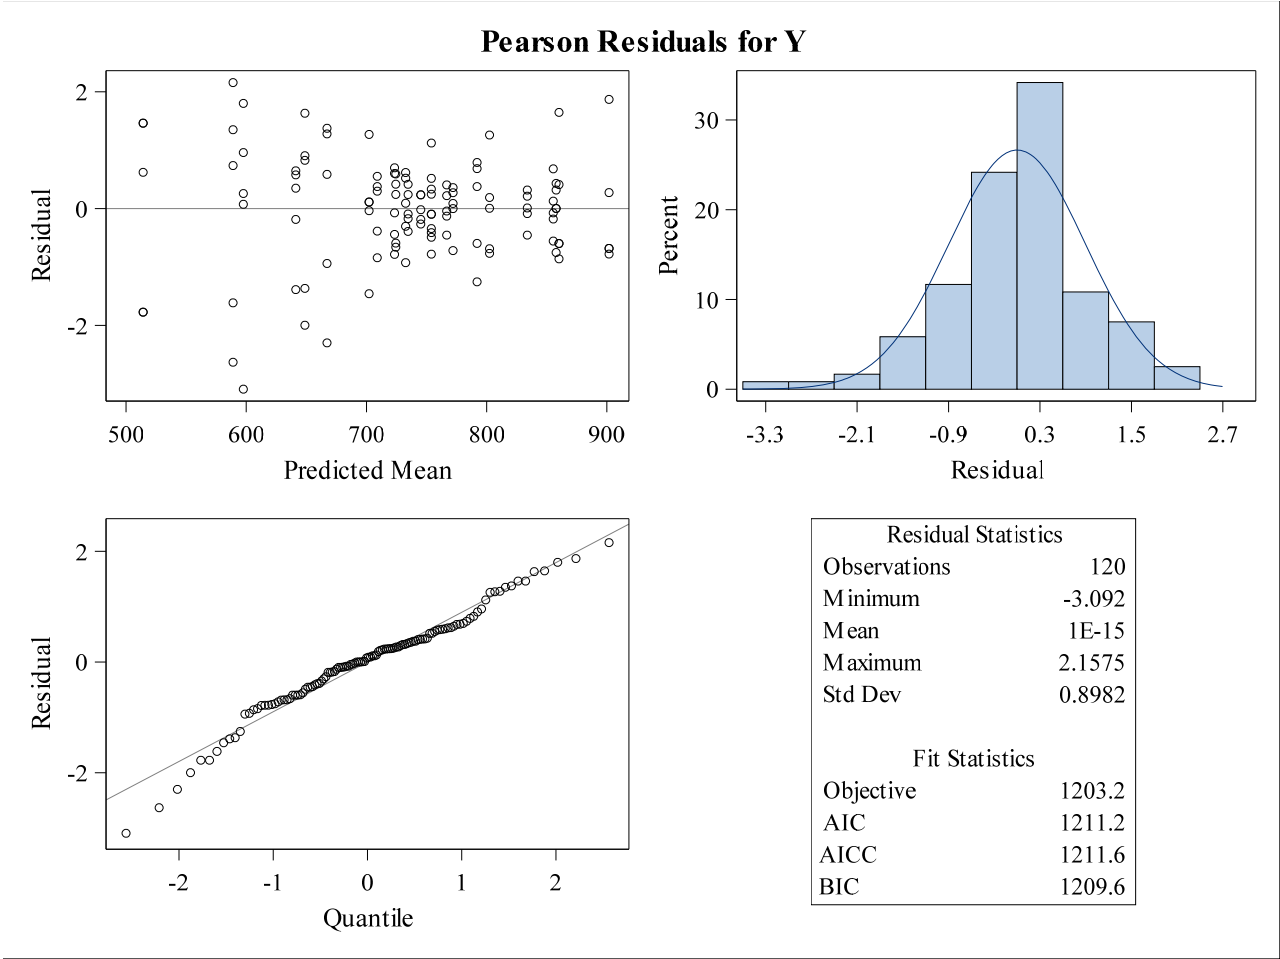 Pearson Residuals for Y
2
0
-2
Residual
500 600 700 800 900
Predicted Mean
30
20
10
0
Percent
-3.3 -2.1 -0.9 0.3 1.5 2.7
Residual
2
0
-2
Residual
-2 -1 0 1 2
Quantile
Residual Statistics
Observations 120
Minimum -3.092
Mean 1E-15
Maximum 2.1575
Std Dev 0.8982
Fit Statistics
Objective 1203.2
AIC 1211.2
AICC 1211.6
BIC 1209.6